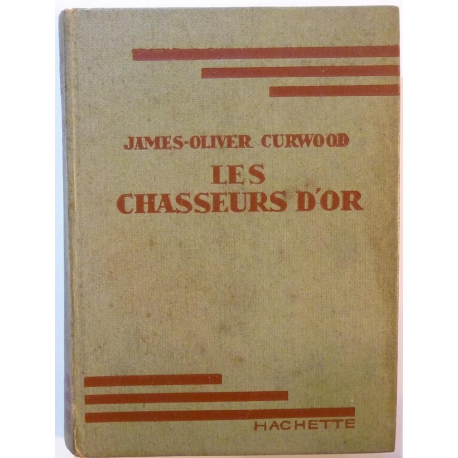 JAMES-OLIVER CURWOOD
LES
CHASSEURS D'OR
HACHETTE